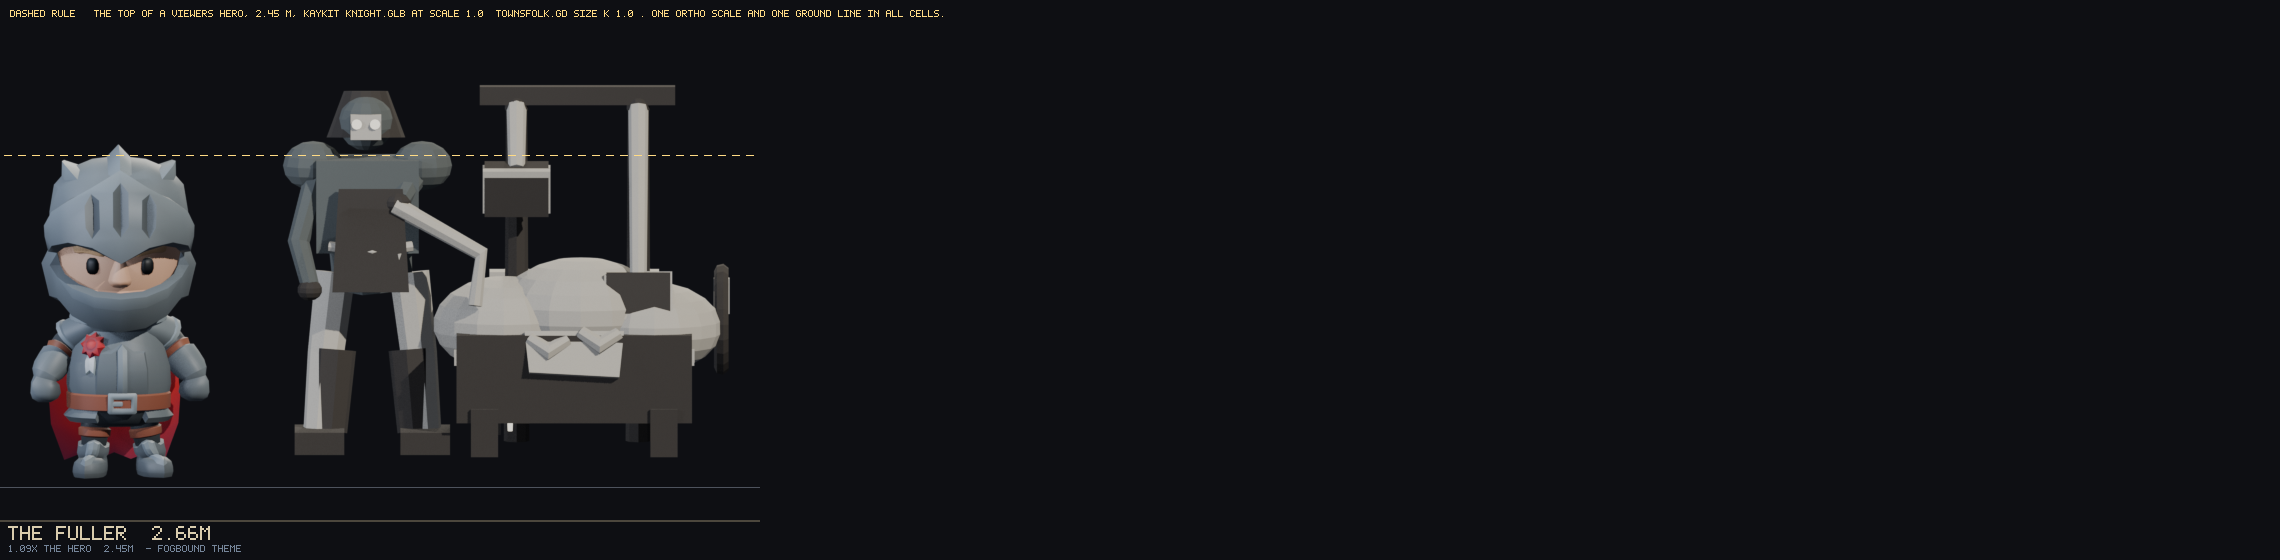 DASHED RULE   THE TOP OF A VIEWERS HERO, 2.45 M, KAYKIT KNIGHT.GLB AT SCALE 1.0  TOWNSFOLK.GD SIZE K 1.0 . ONE ORTHO SCALE AND ONE GROUND LINE IN ALL CELLS.
THE FULLER  2.66M
1.09X THE HERO  2.45M  - FOGBOUND THEME